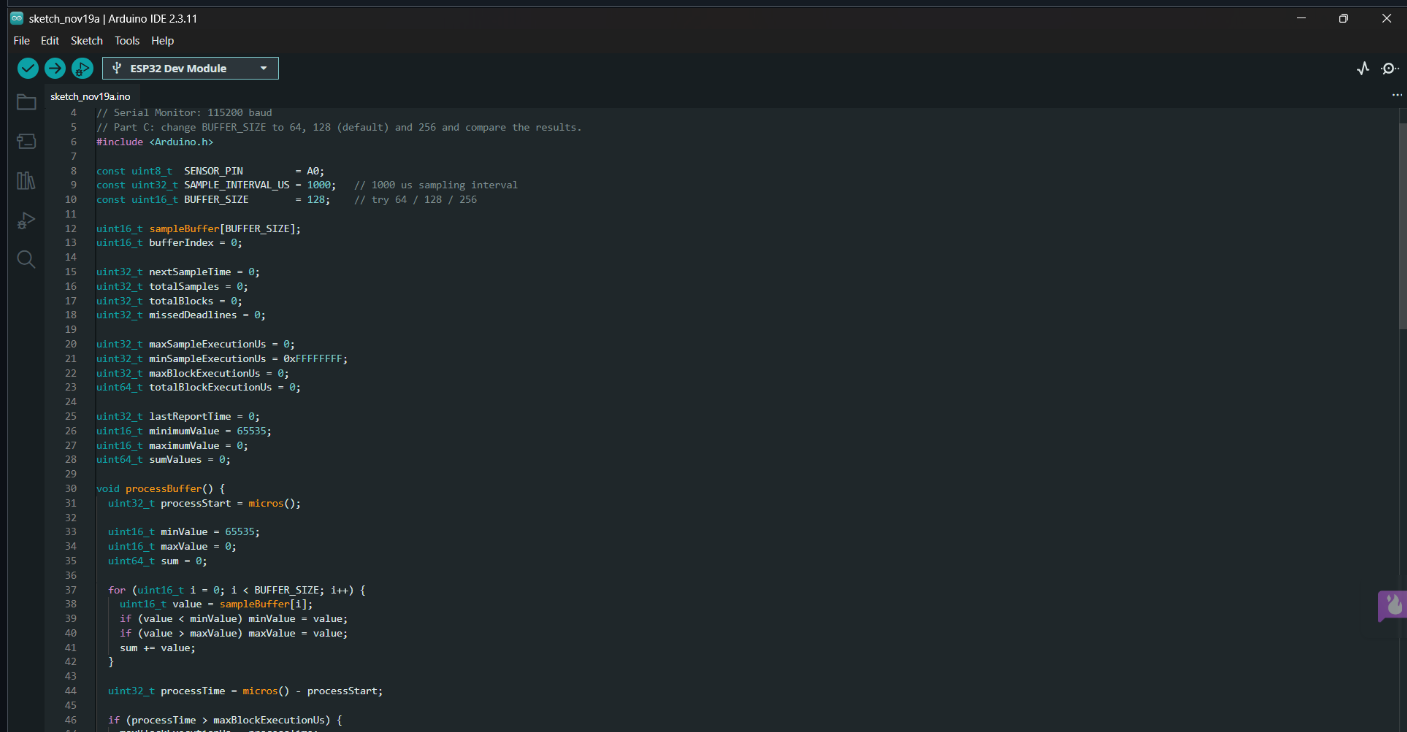 sketch_nov19a | Arduino IDE 2.3.11
File Edit Sketch Tools Help
ESP32 Dev Module
sketch_nov19a.ino
4 // Serial Monitor: 115200 baud
5 // Part C: change BUFFER_SIZE to 64, 128 (default) and 256 and compare the results.
6 #include <Arduino.h>
7
8 const uint8_t  SENSOR_PIN         = A0;
9 const uint32_t SAMPLE_INTERVAL_US = 1000;   // 1000 us sampling interval
10 const uint16_t BUFFER_SIZE        = 128;    // try 64 / 128 / 256
11
12 uint16_t sampleBuffer[BUFFER_SIZE];
13 uint16_t bufferIndex = 0;
14
15 uint32_t nextSampleTime = 0;
16 uint32_t totalSamples = 0;
17 uint32_t totalBlocks = 0;
18 uint32_t missedDeadlines = 0;
19
20 uint32_t maxSampleExecutionUs = 0;
21 uint32_t minSampleExecutionUs = 0xFFFFFFFF;
22 uint32_t maxBlockExecutionUs = 0;
23 uint64_t totalBlockExecutionUs = 0;
24
25 uint32_t lastReportTime = 0;
26 uint16_t minimumValue = 65535;
27 uint16_t maximumValue = 0;
28 uint64_t sumValues = 0;
29
30 void processBuffer() {
31   uint32_t processStart = micros();
32
33   uint16_t minValue = 65535;
34   uint16_t maxValue = 0;
35   uint64_t sum = 0;
36
37   for (uint16_t i = 0; i < BUFFER_SIZE; i++) {
38     uint16_t value = sampleBuffer[i];
39     if (value < minValue) minValue = value;
40     if (value > maxValue) maxValue = value;
41     sum += value;
42   }
43
44   uint32_t processTime = micros() - processStart;
45
46   if (processTime > maxBlockExecutionUs) {